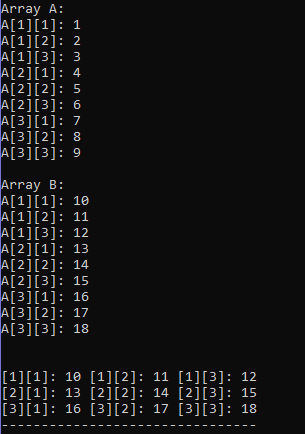 Array A:
A[1][1]: 1
A[1][2]: 2
A[1][3]: 3
A[2][1]: 4
A[2][2]: 5
A[2][3]: 6
A[3][1]: 7
A[3][2]: 8
A[3][3]: 9
Array B:
A[1][1]: 10
A[1][2]: 11
A[1][3]: 12
A[2][1]: 13
A[2][2]: 14
A[2][3]: 15
A[3][1]: 16
A[3][2]: 17
A[3][3]: 18
[1][1]: 10 [1][2]: 11 [1][3]: 12
[2][1]: 13 [2][2]: 14 [2][3]: 15
[3][1]: 16 [3][2]: 17 [3][3]: 18
--------------------------------